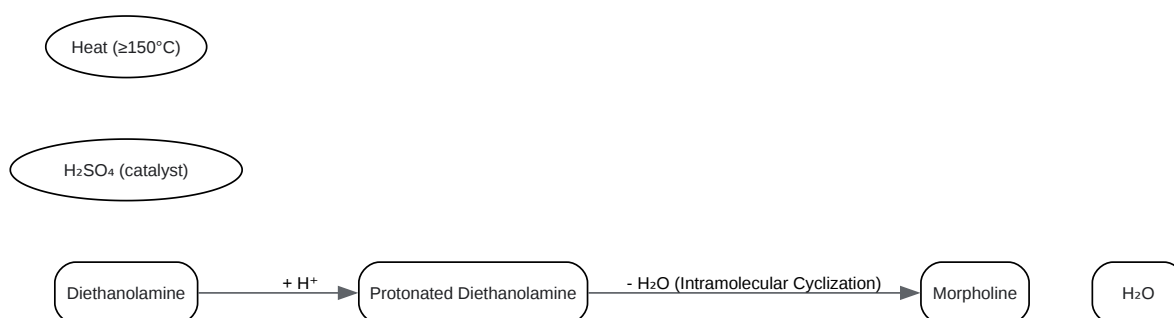 Heat (≥150°C)
H₂SO₄ (catalyst)
Diethanolamine
+ H⁺
Protonated Diethanolamine
- H₂O (Intramolecular Cyclization)
Morpholine
H₂O